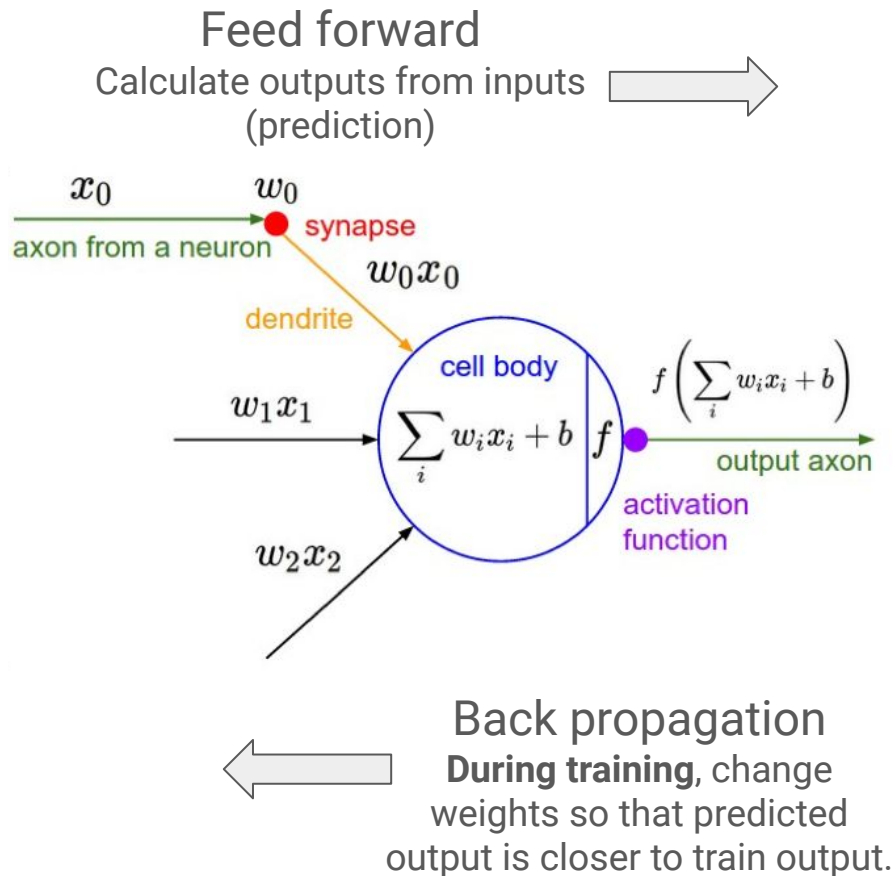 Feed forward
Calculate outputs from inputs
(prediction)
x₀
w₀
synapse
axon from a neuron
w₀x₀
dendrite
cell body
f(∑ᵢ wᵢxᵢ + b)
w₁x₁
∑ᵢ wᵢxᵢ + b
f
output axon
activation
function
w₂x₂
Back propagation
During training, change
weights so that predicted
output is closer to train output.